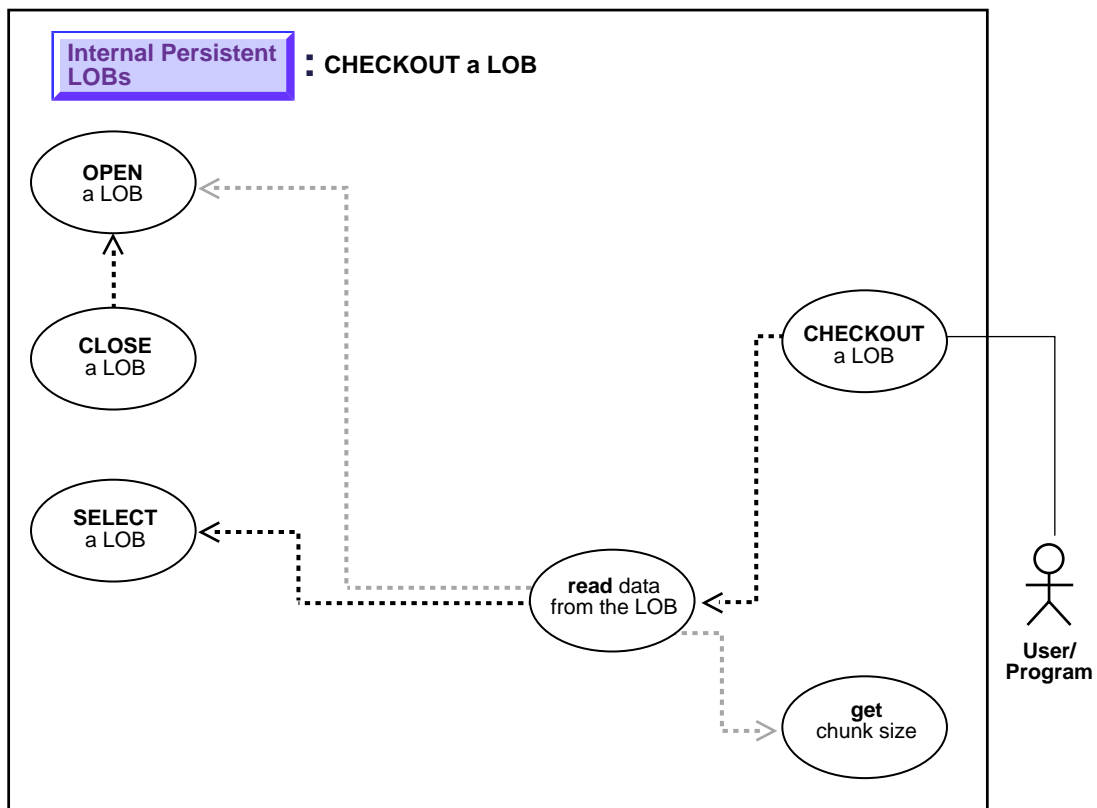 Internal Persistent
LOBs
: CHECKOUT a LOB
OPEN
a LOB
CLOSE
a LOB
CHECKOUT
a LOB
SELECT
a LOB
read data
from the LOB
User/
Program
get
chunk size